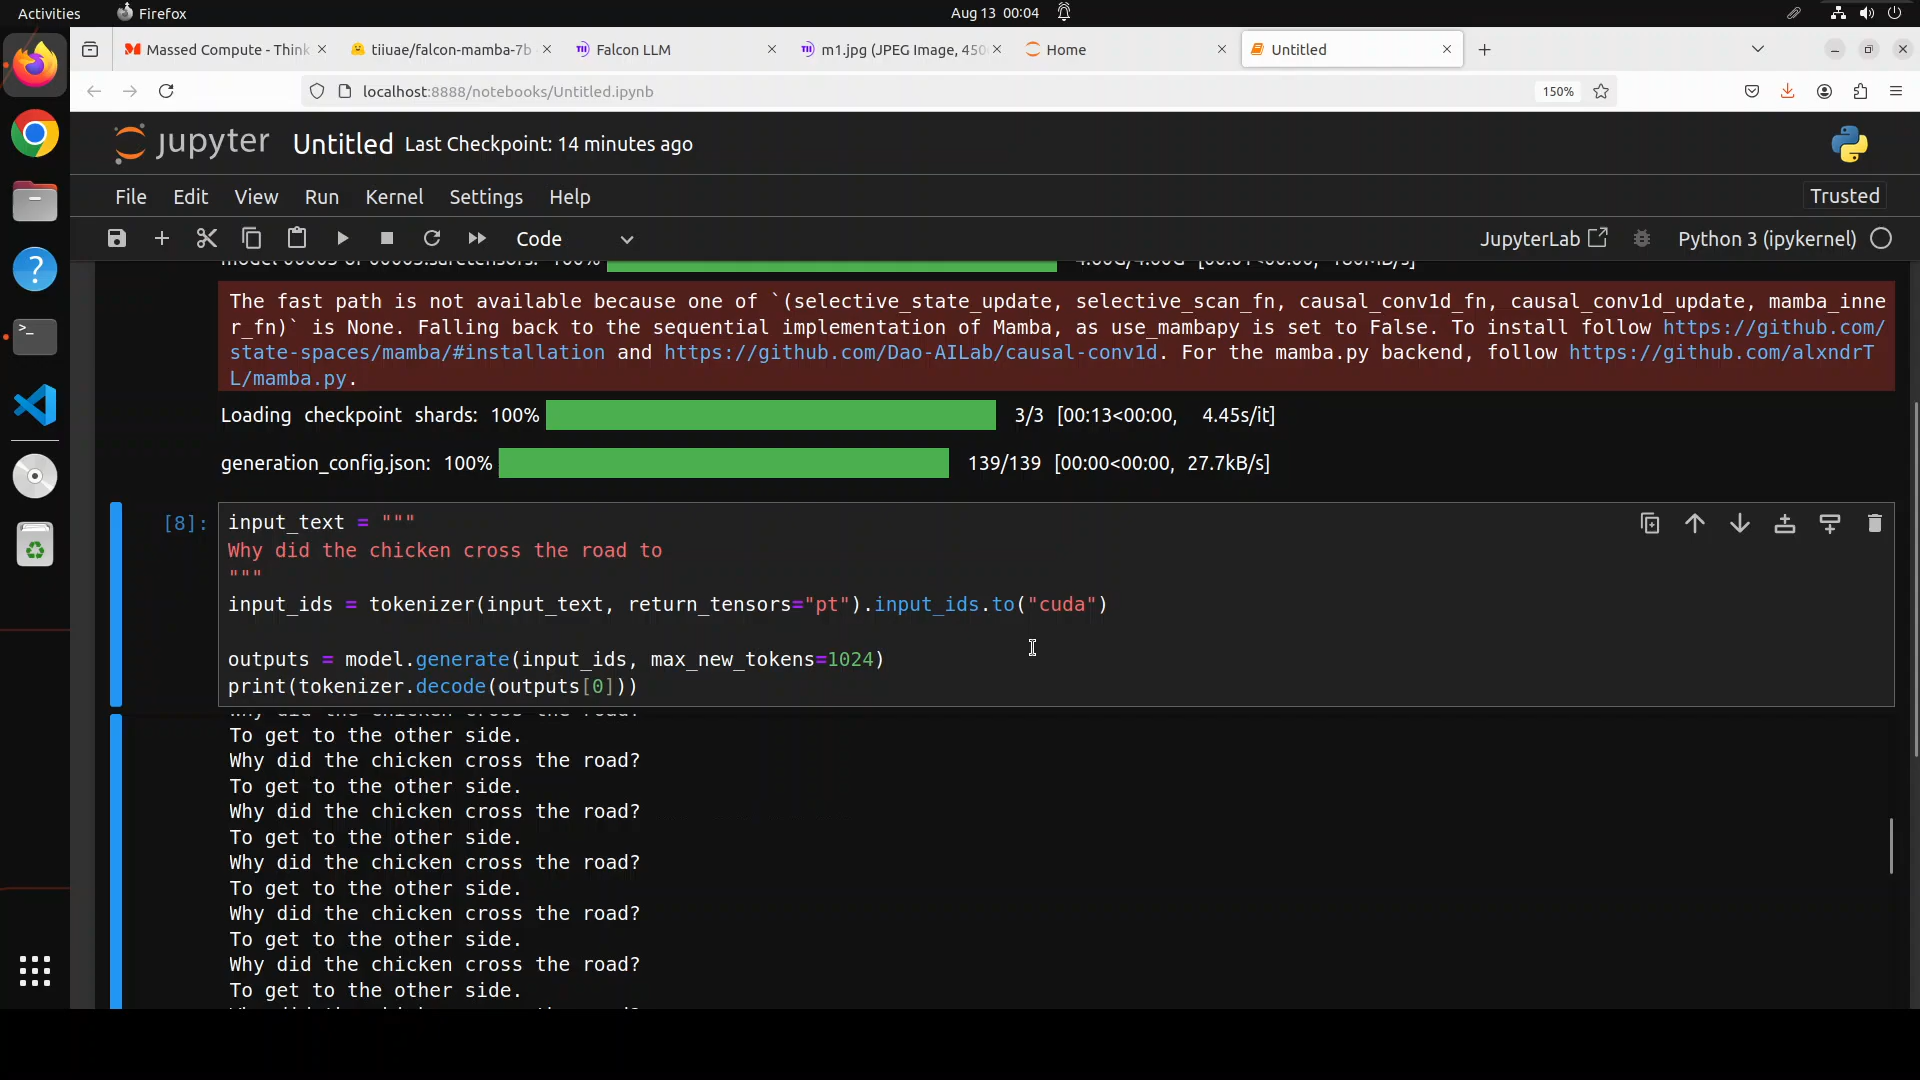 Activities Firefox Aug 13 00:04
Massed Compute - Think tiiuae/falcon-mamba-7b Falcon LLM m1.jpg (JPEG Image, 450 Home Untitled
localhost:8888/notebooks/Untitled.ipynb 150%
jupyter Untitled Last Checkpoint: 14 minutes ago
File Edit View Run Kernel Settings Help Trusted
Code JupyterLab Python 3 (ipykernel)
The fast path is not available because one of `(selective_state_update, selective_scan_fn, causal_conv1d_fn, causal_conv1d_update, mamba_inne
r_fn)` is None. Falling back to the sequential implementation of Mamba, as use_mambapy is set to False. To install follow https://github.com/
state-spaces/mamba/#installation and https://github.com/Dao-AILab/causal-conv1d. For the mamba.py backend, follow https://github.com/alxndrT
L/mamba.py.
Loading checkpoint shards: 100% 3/3 [00:13<00:00, 4.45s/it]
generation_config.json: 100% 139/139 [00:00<00:00, 27.7kB/s]
[8]: input_text = """
Why did the chicken cross the road to
"""
input_ids = tokenizer(input_text, return_tensors="pt").input_ids.to("cuda")
outputs = model.generate(input_ids, max_new_tokens=1024)
print(tokenizer.decode(outputs[0]))
Why did the chicken cross the road?
To get to the other side.
Why did the chicken cross the road?
To get to the other side.
Why did the chicken cross the road?
To get to the other side.
Why did the chicken cross the road?
To get to the other side.
Why did the chicken cross the road?
To get to the other side.
Why did the chicken cross the road?
To get to the other side.